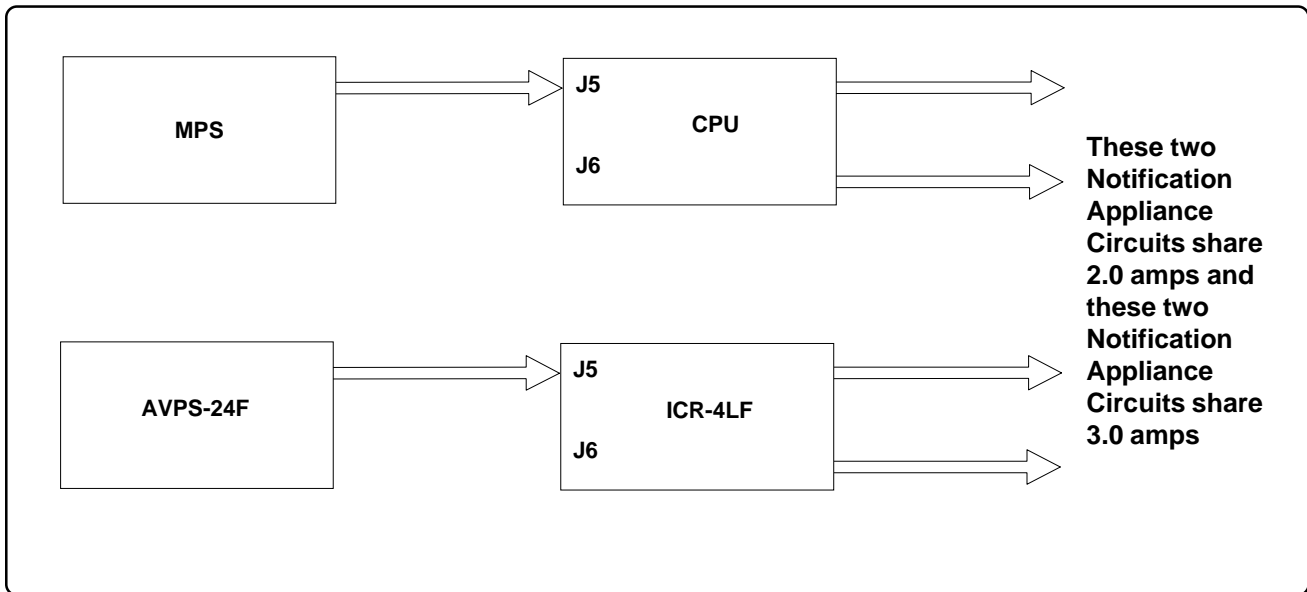 MPS
J5
CPU
J6
These two
Notification
Appliance
Circuits share
2.0 amps and
these two
Notification
Appliance
Circuits share
3.0 amps
AVPS-24F
J5
ICR-4LF
J6